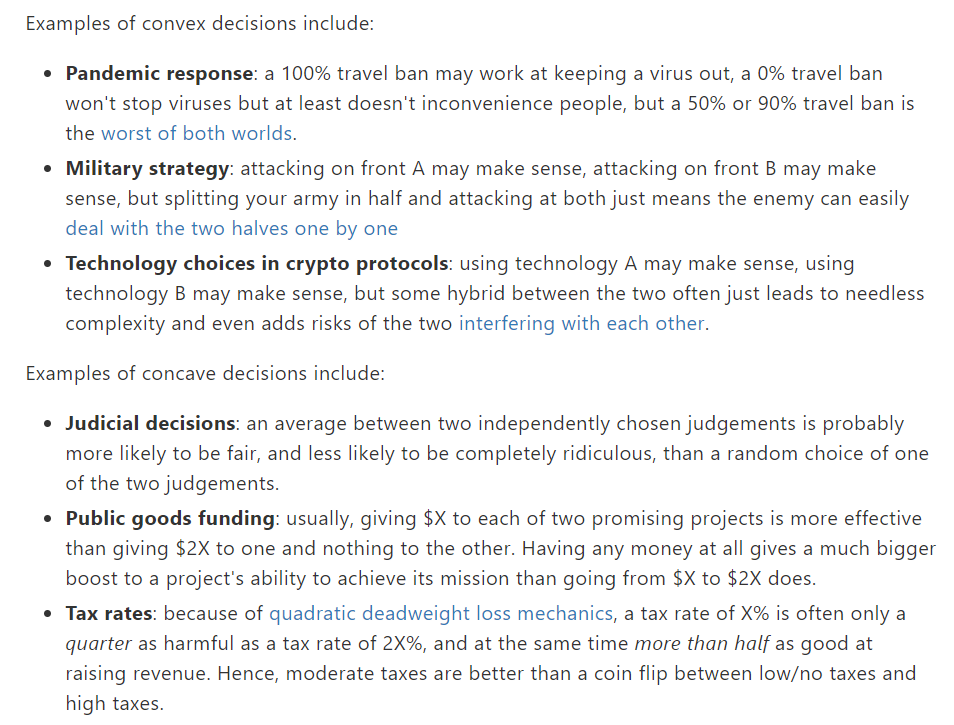 Examples of convex decisions include:
• Pandemic response: a 100% travel ban may work at keeping a virus out, a 0% travel ban
won't stop viruses but at least doesn't inconvenience people, but a 50% or 90% travel ban is
the worst of both worlds.
• Military strategy: attacking on front A may make sense, attacking on front B may make
sense, but splitting your army in half and attacking at both just means the enemy can easily
deal with the two halves one by one
• Technology choices in crypto protocols: using technology A may make sense, using
technology B may make sense, but some hybrid between the two often just leads to needless
complexity and even adds risks of the two interfering with each other.
Examples of concave decisions include:
• Judicial decisions: an average between two independently chosen judgements is probably
more likely to be fair, and less likely to be completely ridiculous, than a random choice of one
of the two judgements.
• Public goods funding: usually, giving $X to each of two promising projects is more effective
than giving $2X to one and nothing to the other. Having any money at all gives a much bigger
boost to a project's ability to achieve its mission than going from $X to $2X does.
• Tax rates: because of quadratic deadweight loss mechanics, a tax rate of X% is often only a
quarter as harmful as a tax rate of 2X%, and at the same time more than half as good at
raising revenue. Hence, moderate taxes are better than a coin flip between low/no taxes and
high taxes.